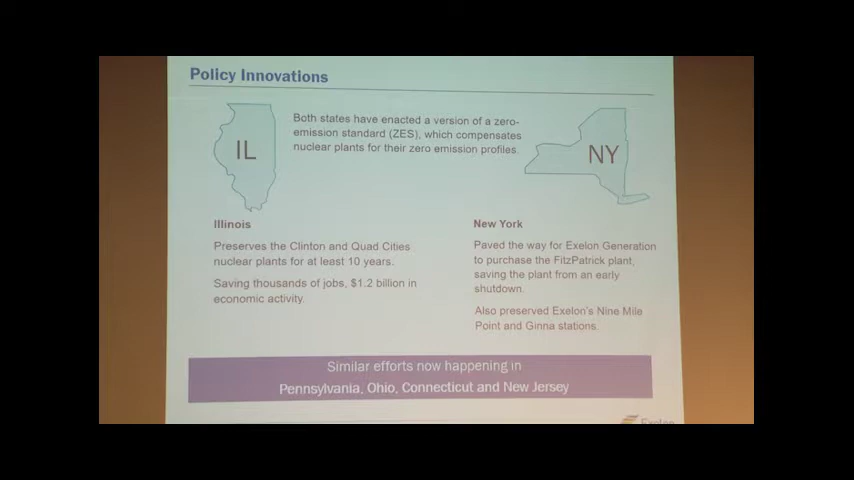 Policy Innovations
Both states have enacted a version of a zero-
emission standard (ZES), which compensates
nuclear plants for their zero emission profiles.
IL
NY
Illinois
Preserves the Clinton and Quad Cities
nuclear plants for at least 10 years.
Saving thousands of jobs, $1.2 billion in
economic activity.
New York
Paved the way for Exelon Generation
to purchase the FitzPatrick plant,
saving the plant from an early
shutdown.
Also preserved Exelon's Nine Mile
Point and Ginna stations.
Similar efforts now happening in
Pennsylvania, Ohio, Connecticut and New Jersey
Exelon